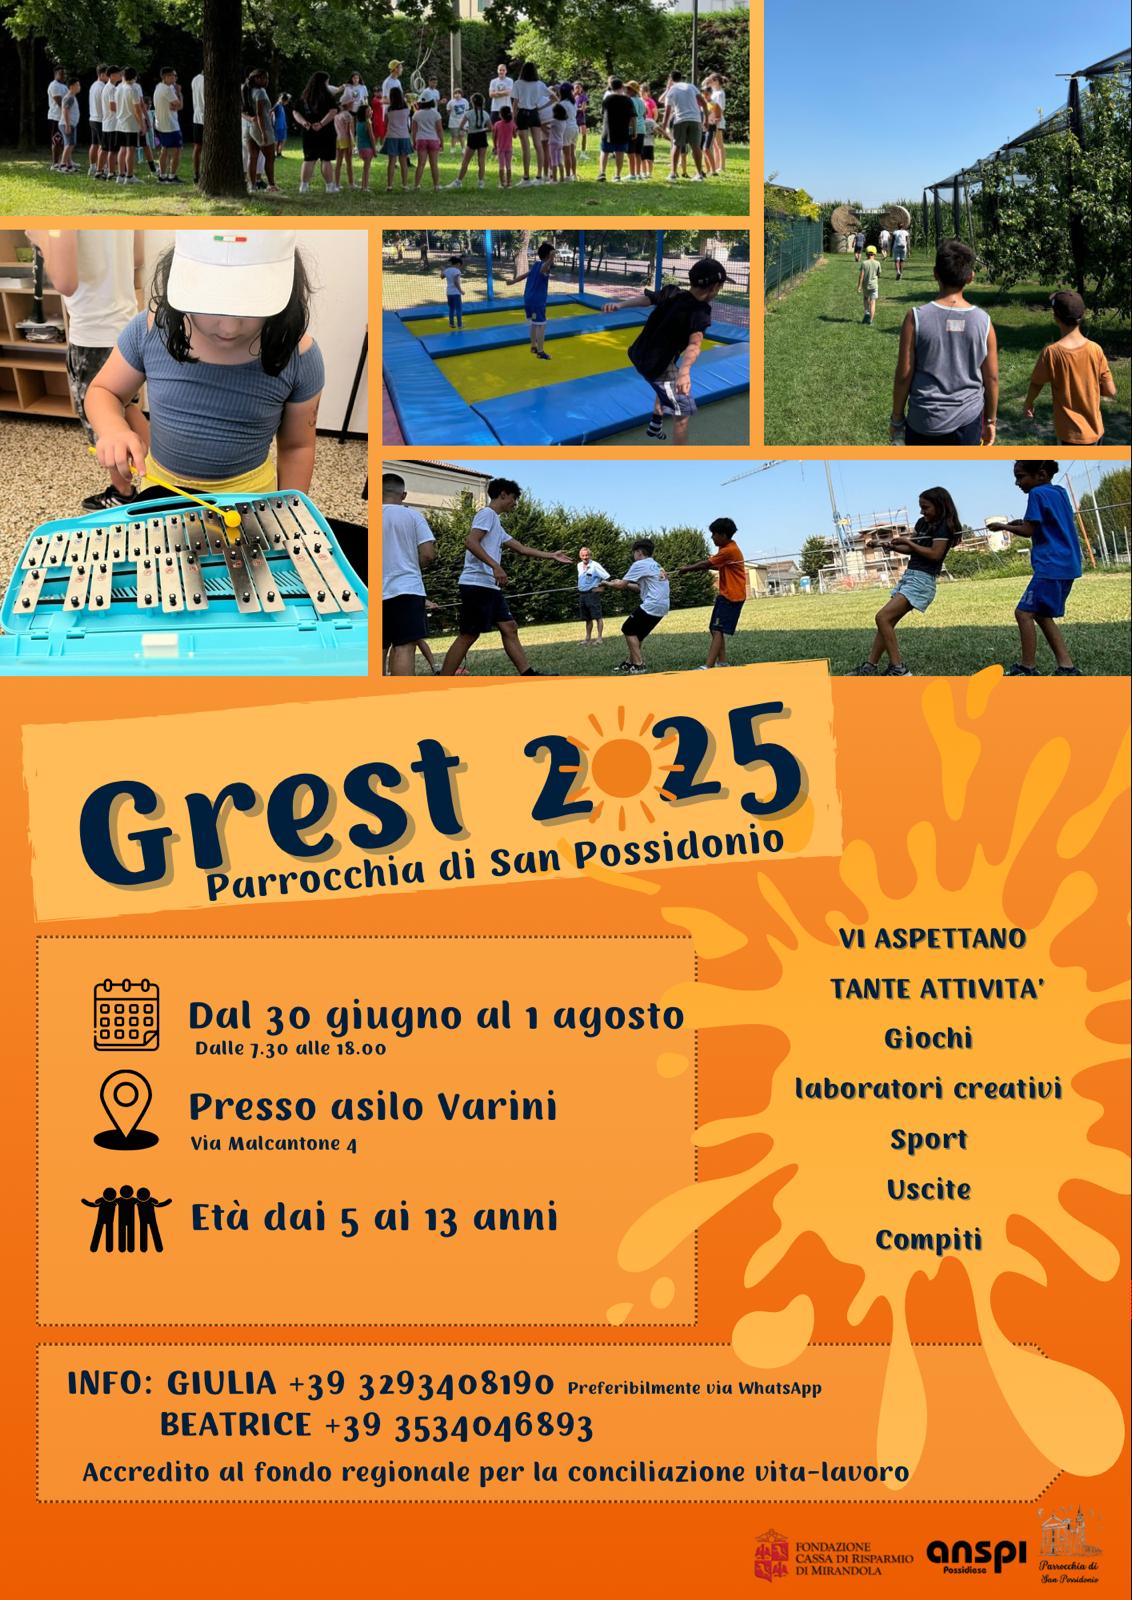 Grest 2025
Parrocchia di San Possidonio
Dal 30 giugno al 1 agosto
Dalle 7.30 alle 18.00
Presso asilo Varini
Via Malcantone 4
Età dai 5 ai 13 anni
VI ASPETTANO
TANTE ATTIVITA'
Giochi
laboratori creativi
Sport
Uscite
Compiti
INFO: GIULIA +39 3293408190 Preferibilmente via WhatsApp
BEATRICE +39 3534046893
Accredito al fondo regionale per la conciliazione vita-lavoro
FONDAZIONE
CASSA DI RISPARMIO
DI MIRANDOLA
anspi
Possidiese
Parrocchia di
San Possidonio